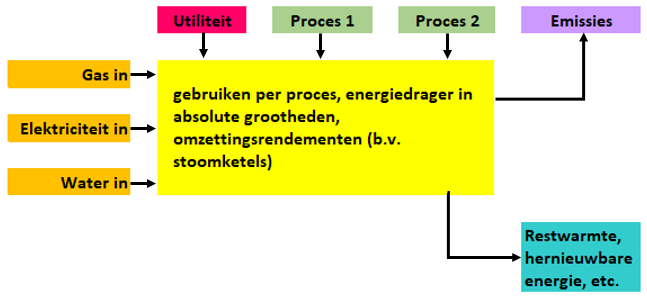 Utiliteit
Proces 1
Proces 2
Emissies
Gas in
Elektriciteit in
Water in
gebruiken per proces, energiedrager in
absolute grootheden,
omzettingsrendementen (b.v.
stoomketels)
Restwarmte,
hernieuwbare
energie, etc.